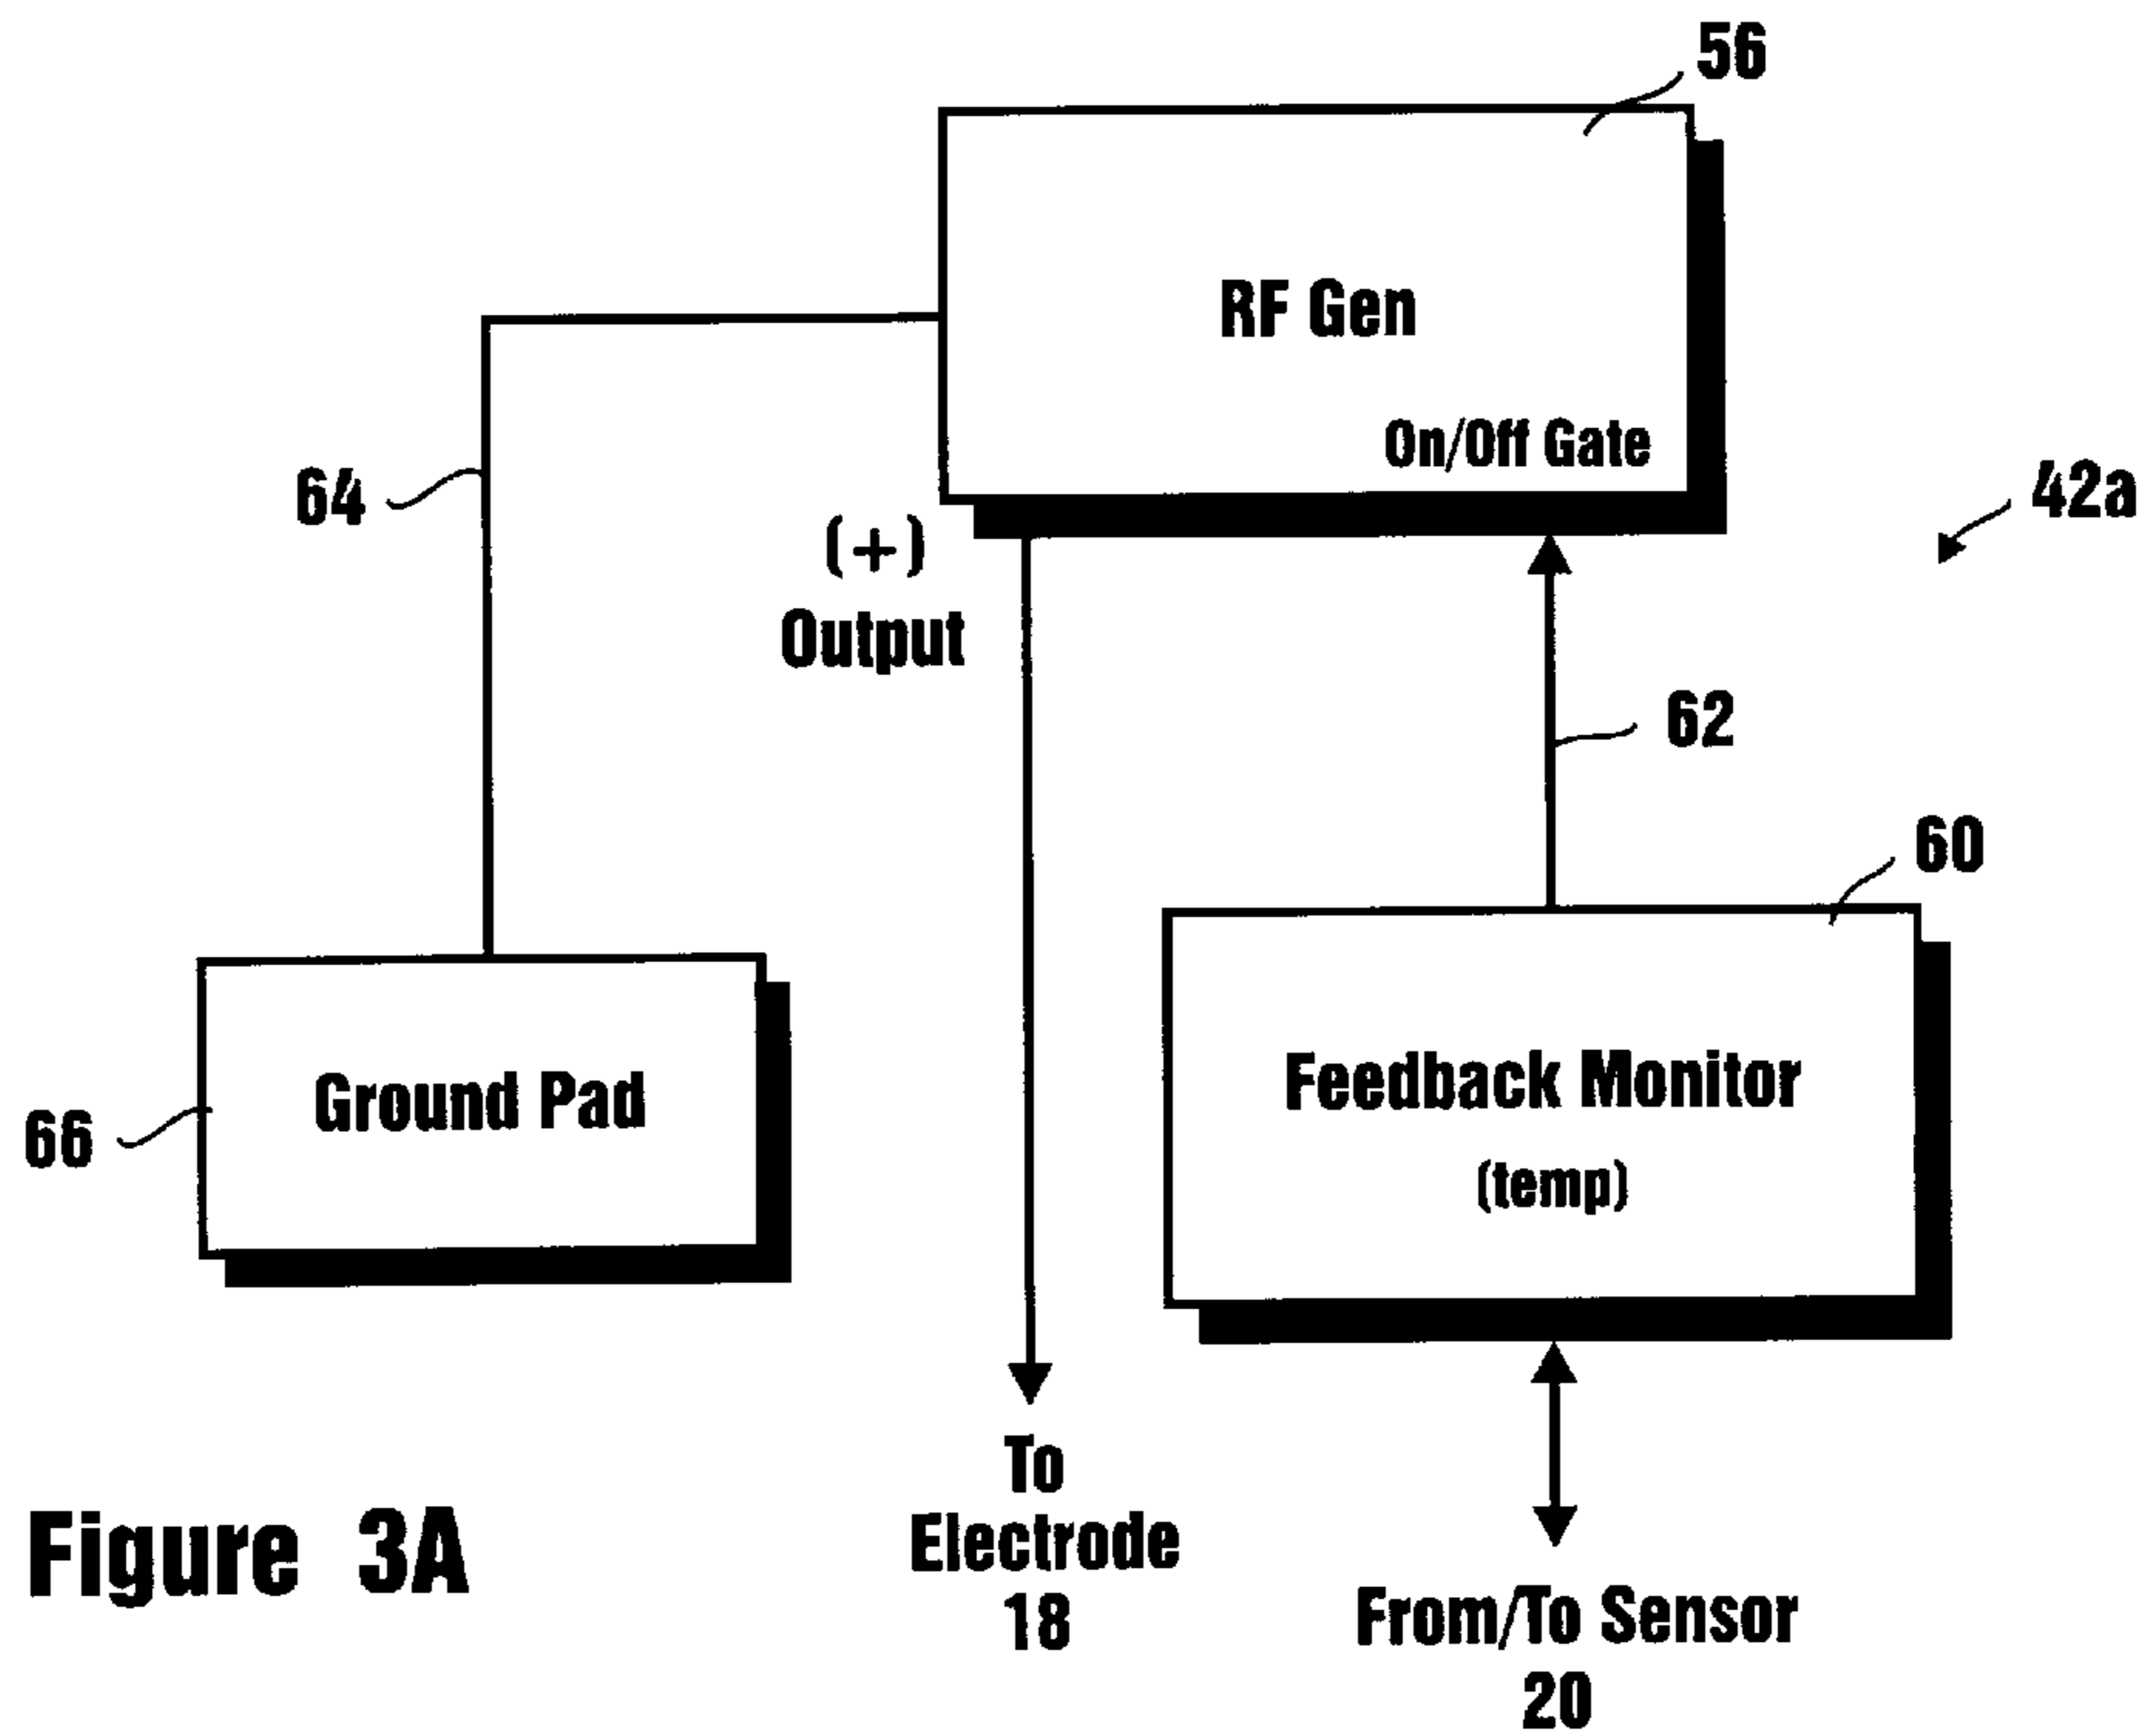 56
RF Gen
On/Off Gate
42a
64
(+)
Output
62
60
Ground Pad
66
Feedback Monitor
(temp)
To
Electrode
18
From/To Sensor
20
Figure 3A